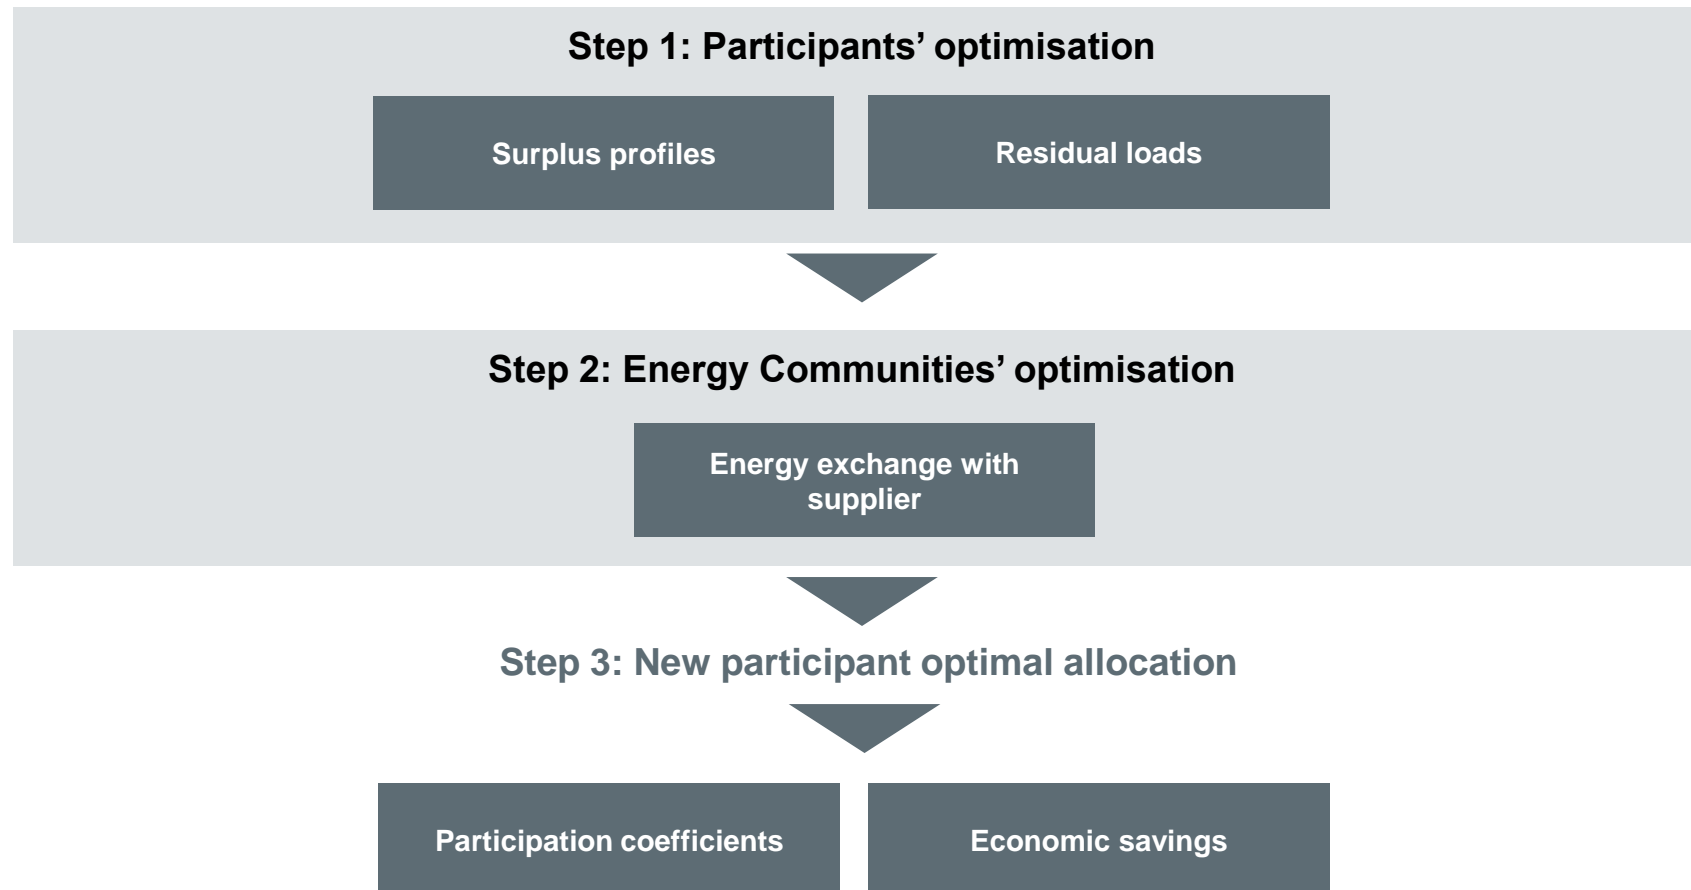 Step 1: Participants’ optimisation
Surplus profiles
Residual loads
Step 2: Energy Communities’ optimisation
Energy exchange with
supplier
Step 3: New participant optimal allocation
Participation coefficients
Economic savings